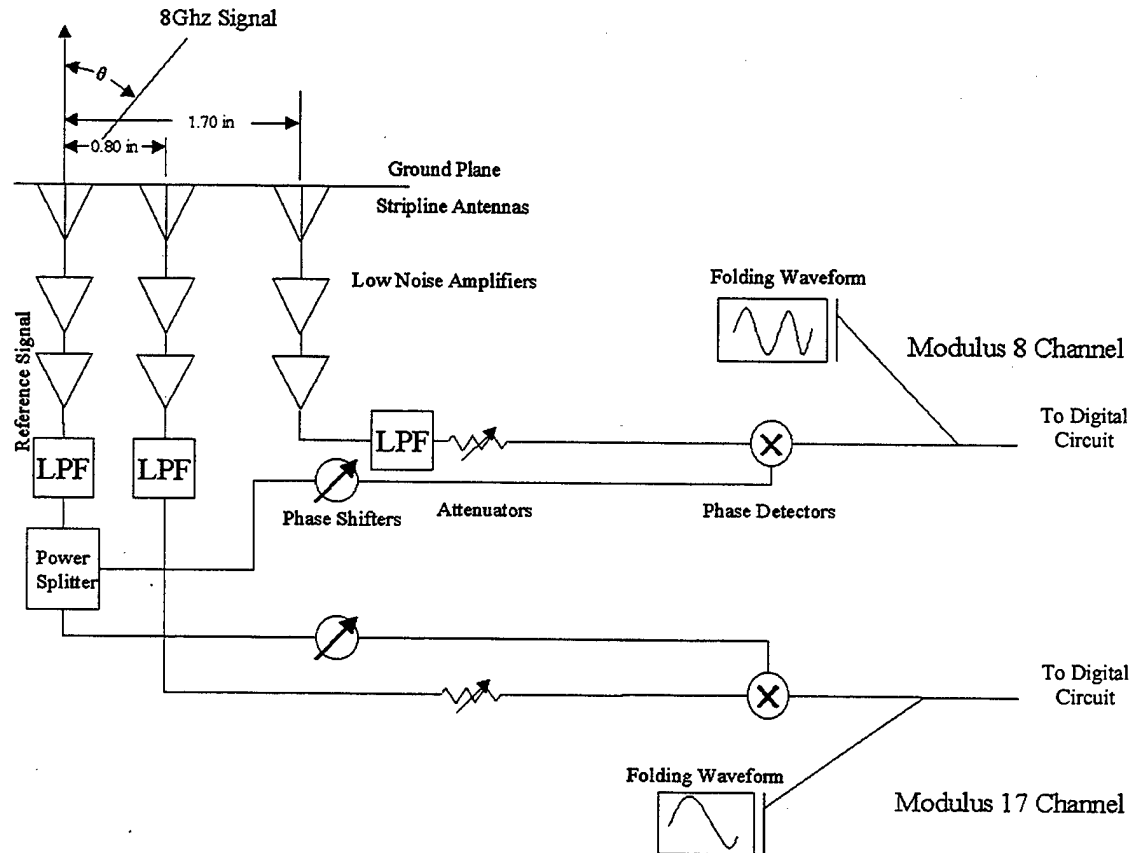 8Ghz Signal
θ
1.70 in
0.80 in
Ground Plane
Stripline Antennas
Low Noise Amplifiers
Folding Waveform
Modulus 8 Channel
Reference Signal
To Digital
Circuit
LPF
LPF
LPF
Phase Shifters
Attenuators
Phase Detectors
Power
Splitter
To Digital
Circuit
Folding Waveform
Modulus 17 Channel